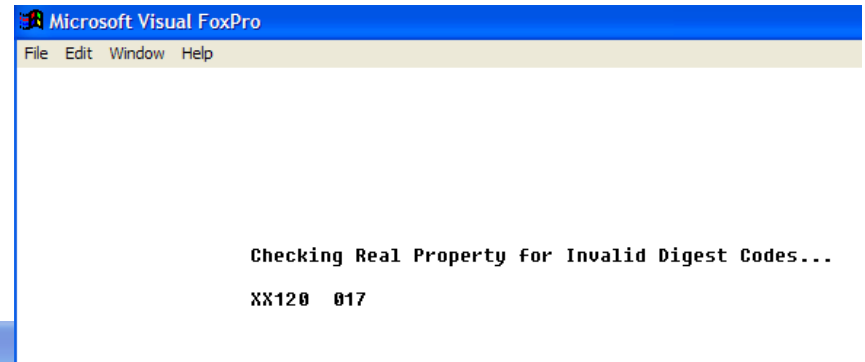 Microsoft Visual FoxPro
File Edit Window Help
Checking Real Property for Invalid Digest Codes...
XX120 017